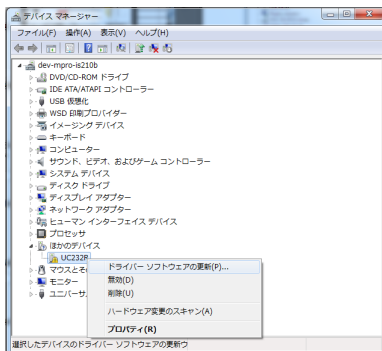 デバイス マネージャー
ファイル(F) 操作(A) 表示(V) ヘルプ(H)
dev-mpro-is210b
DVD/CD-ROM ドライブ
IDE ATA/ATAPI コントローラー
USB 仮想化
WSD 印刷プロバイダー
イメージング デバイス
キーボード
コンピューター
サウンド、ビデオ、およびゲーム コントローラー
システム デバイス
ディスク ドライブ
ディスプレイ アダプター
ネットワーク アダプター
ヒューマン インターフェイス デバイス
プロセッサ
ほかのデバイス
UC232R
マウスとそ
モニター
ユニバーサ
ドライバー ソフトウェアの更新(P)...
無効(D)
削除(U)
ハードウェア変更のスキャン(A)
プロパティ(R)
選択したデバイスのドライバー ソフトウェアの更新ウ